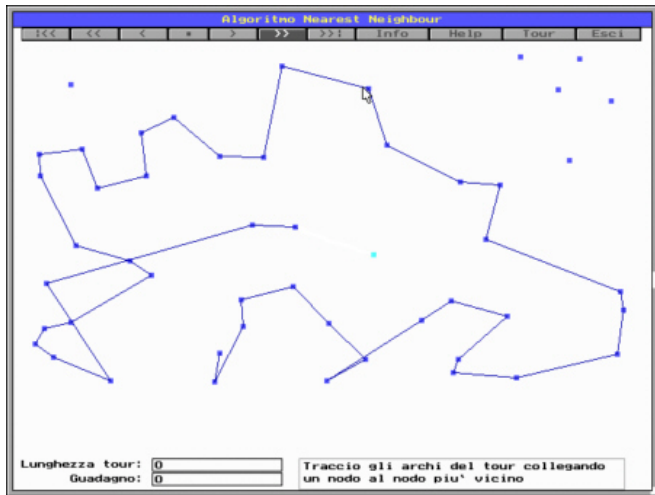 Algoritmo Nearest Neighbour
:<< << < ▪ > >> >>: Info Help Tour Esci
Lunghezza tour: 0
Guadagno: 0
Traccio gli archi del tour collegando
un nodo al nodo piu` vicino